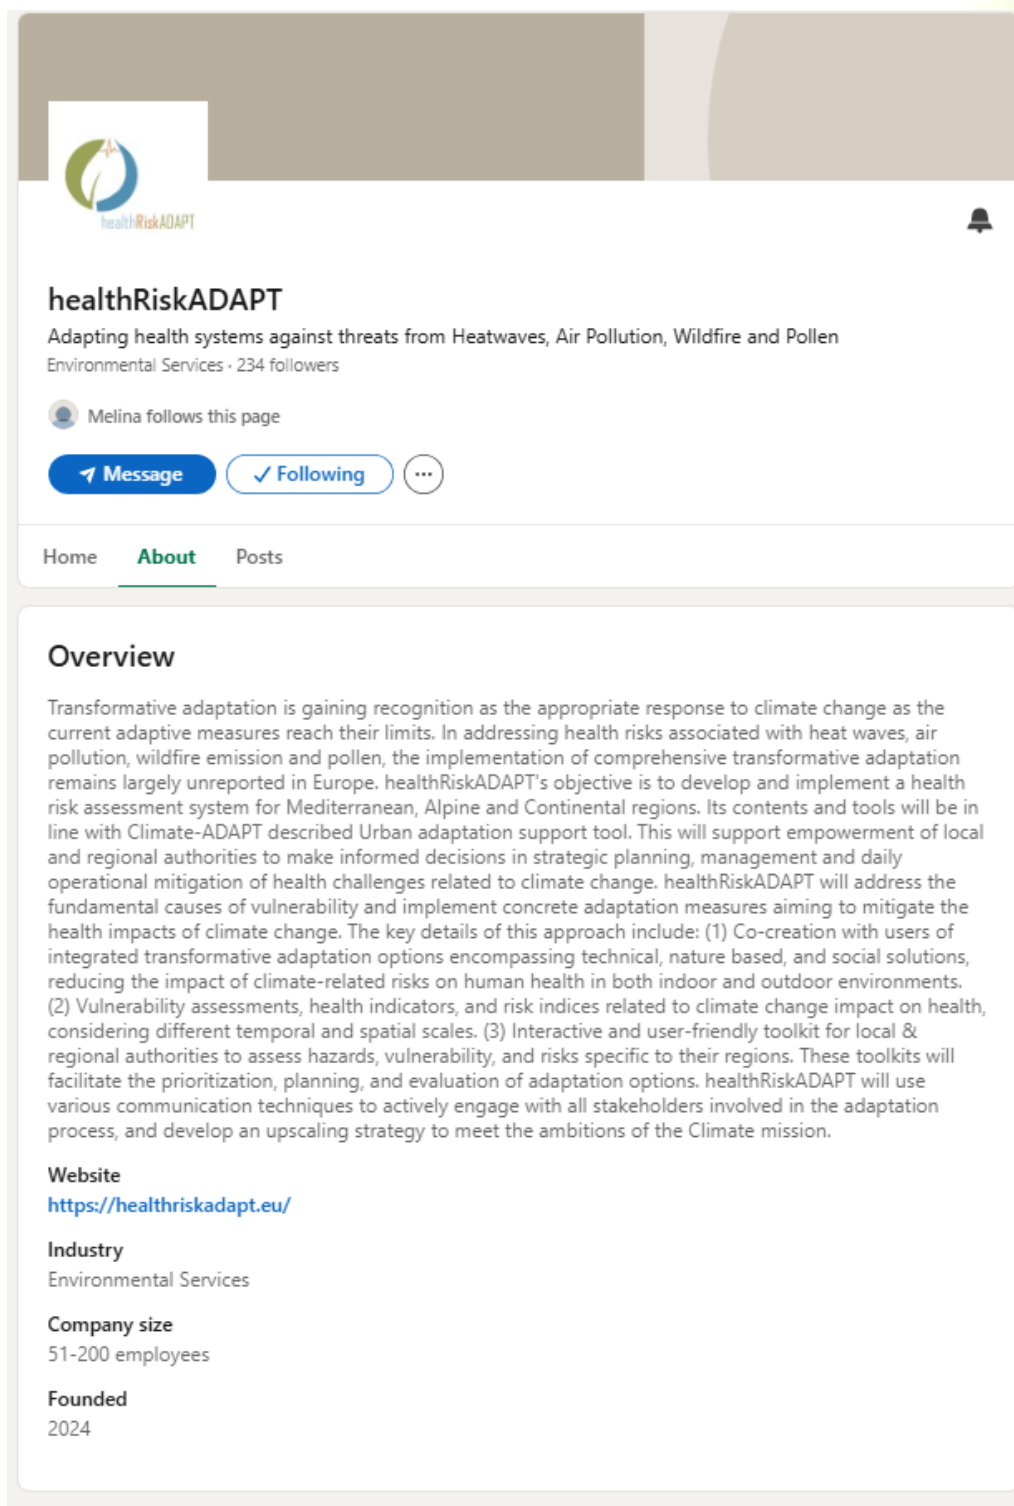 healthRiskADAPT
healthRiskADAPT
Adapting health systems against threats from Heatwaves, Air Pollution, Wildfire and Pollen
Environmental Services · 234 followers
Melina follows this page
Message
Following
Home About Posts
Overview
Transformative adaptation is gaining recognition as the appropriate response to climate change as the
current adaptive measures reach their limits. In addressing health risks associated with heat waves, air
pollution, wildfire emission and pollen, the implementation of comprehensive transformative adaptation
remains largely unreported in Europe. healthRiskADAPT's objective is to develop and implement a health
risk assessment system for Mediterranean, Alpine and Continental regions. Its contents and tools will be in
line with Climate-ADAPT described Urban adaptation support tool. This will support empowerment of local
and regional authorities to make informed decisions in strategic planning, management and daily
operational mitigation of health challenges related to climate change. healthRiskADAPT will address the
fundamental causes of vulnerability and implement concrete adaptation measures aiming to mitigate the
health impacts of climate change. The key details of this approach include: (1) Co-creation with users of
integrated transformative adaptation options encompassing technical, nature based, and social solutions,
reducing the impact of climate-related risks on human health in both indoor and outdoor environments.
(2) Vulnerability assessments, health indicators, and risk indices related to climate change impact on health,
considering different temporal and spatial scales. (3) Interactive and user-friendly toolkit for local &
regional authorities to assess hazards, vulnerability, and risks specific to their regions. These toolkits will
facilitate the prioritization, planning, and evaluation of adaptation options. healthRiskADAPT will use
various communication techniques to actively engage with all stakeholders involved in the adaptation
process, and develop an upscaling strategy to meet the ambitions of the Climate mission.
Website
https://healthriskadapt.eu/
Industry
Environmental Services
Company size
51-200 employees
Founded
2024